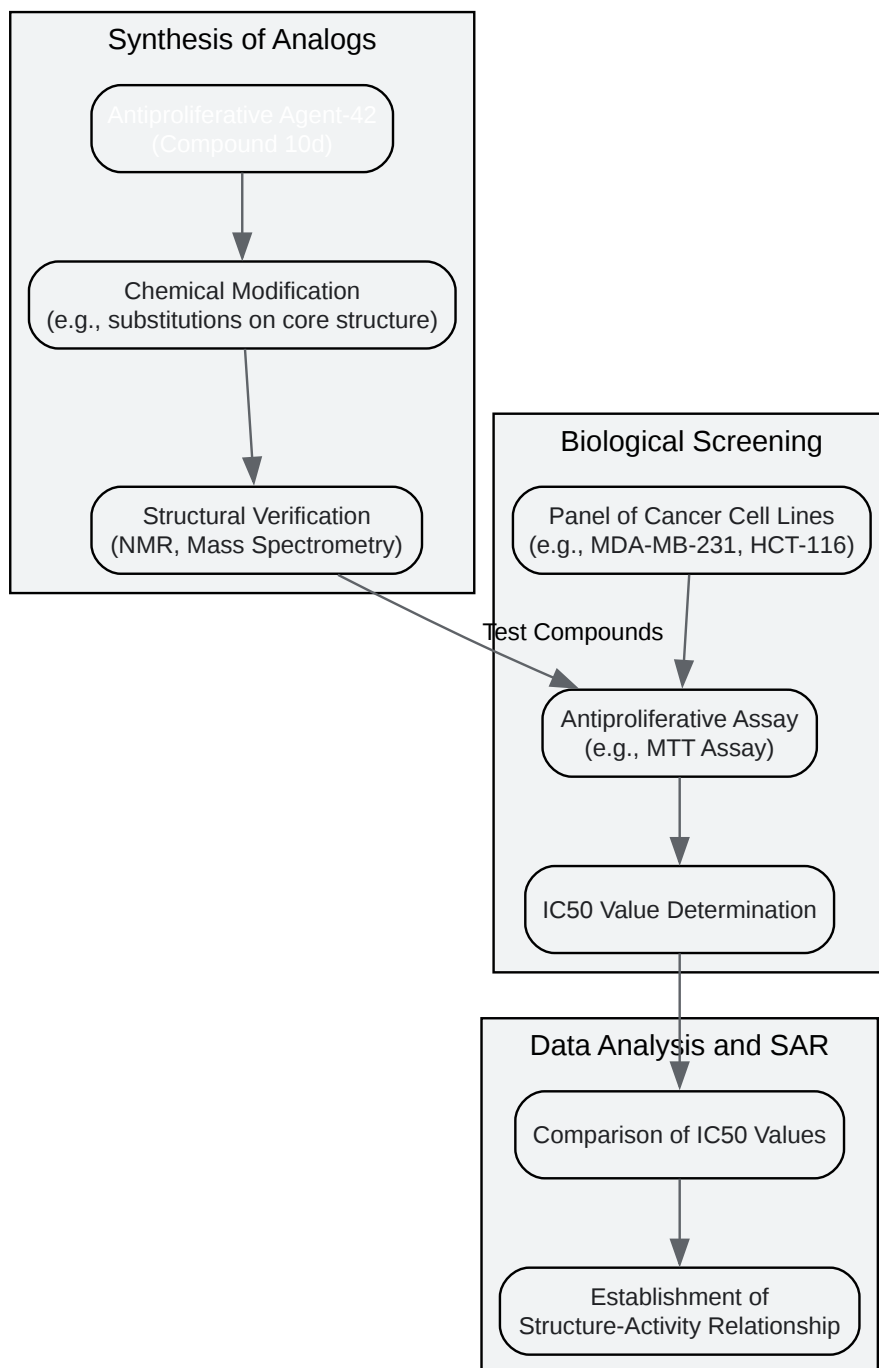 Synthesis of Analogs
Antiproliferative Agent-42
(Compound 10d)
Chemical Modification
(e.g., substitutions on core structure)
Structural Verification
(NMR, Mass Spectrometry)
Biological Screening
Panel of Cancer Cell Lines
(e.g., MDA-MB-231, HCT-116)
Test Compounds
Antiproliferative Assay
(e.g., MTT Assay)
IC50 Value Determination
Data Analysis and SAR
Comparison of IC50 Values
Establishment of
Structure-Activity Relationship